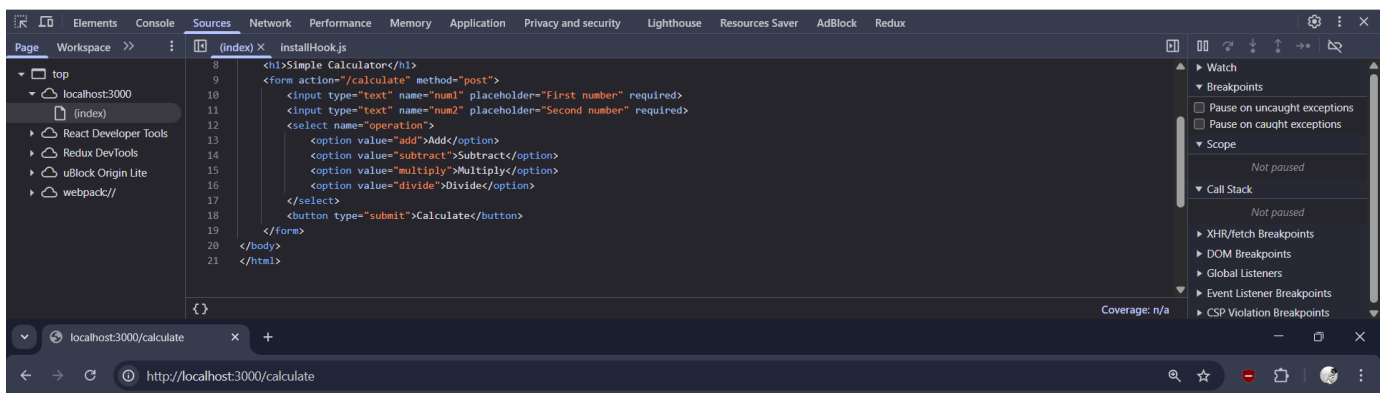 Elements Console Sources Network Performance Memory Application Privacy and security Lighthouse Resources Saver AdBlock Redux
Page Workspace
(index) installHook.js
top
localhost:3000
(index)
React Developer Tools
Redux DevTools
uBlock Origin Lite
webpack://
8 <h1>Simple Calculator</h1>
9 <form action="/calculate" method="post">
10 <input type="text" name="num1" placeholder="First number" required>
11 <input type="text" name="num2" placeholder="Second number" required>
12 <select name="operation">
13 <option value="add">Add</option>
14 <option value="subtract">Subtract</option>
15 <option value="multiply">Multiply</option>
16 <option value="divide">Divide</option>
17 </select>
18 <button type="submit">Calculate</button>
19 </form>
20 </body>
21 </html>
{}
Coverage: n/a
Watch
Breakpoints
Pause on uncaught exceptions
Pause on caught exceptions
Scope
Not paused
Call Stack
Not paused
XHR/fetch Breakpoints
DOM Breakpoints
Global Listeners
Event Listener Breakpoints
CSP Violation Breakpoints
localhost:3000/calculate
http://localhost:3000/calculate